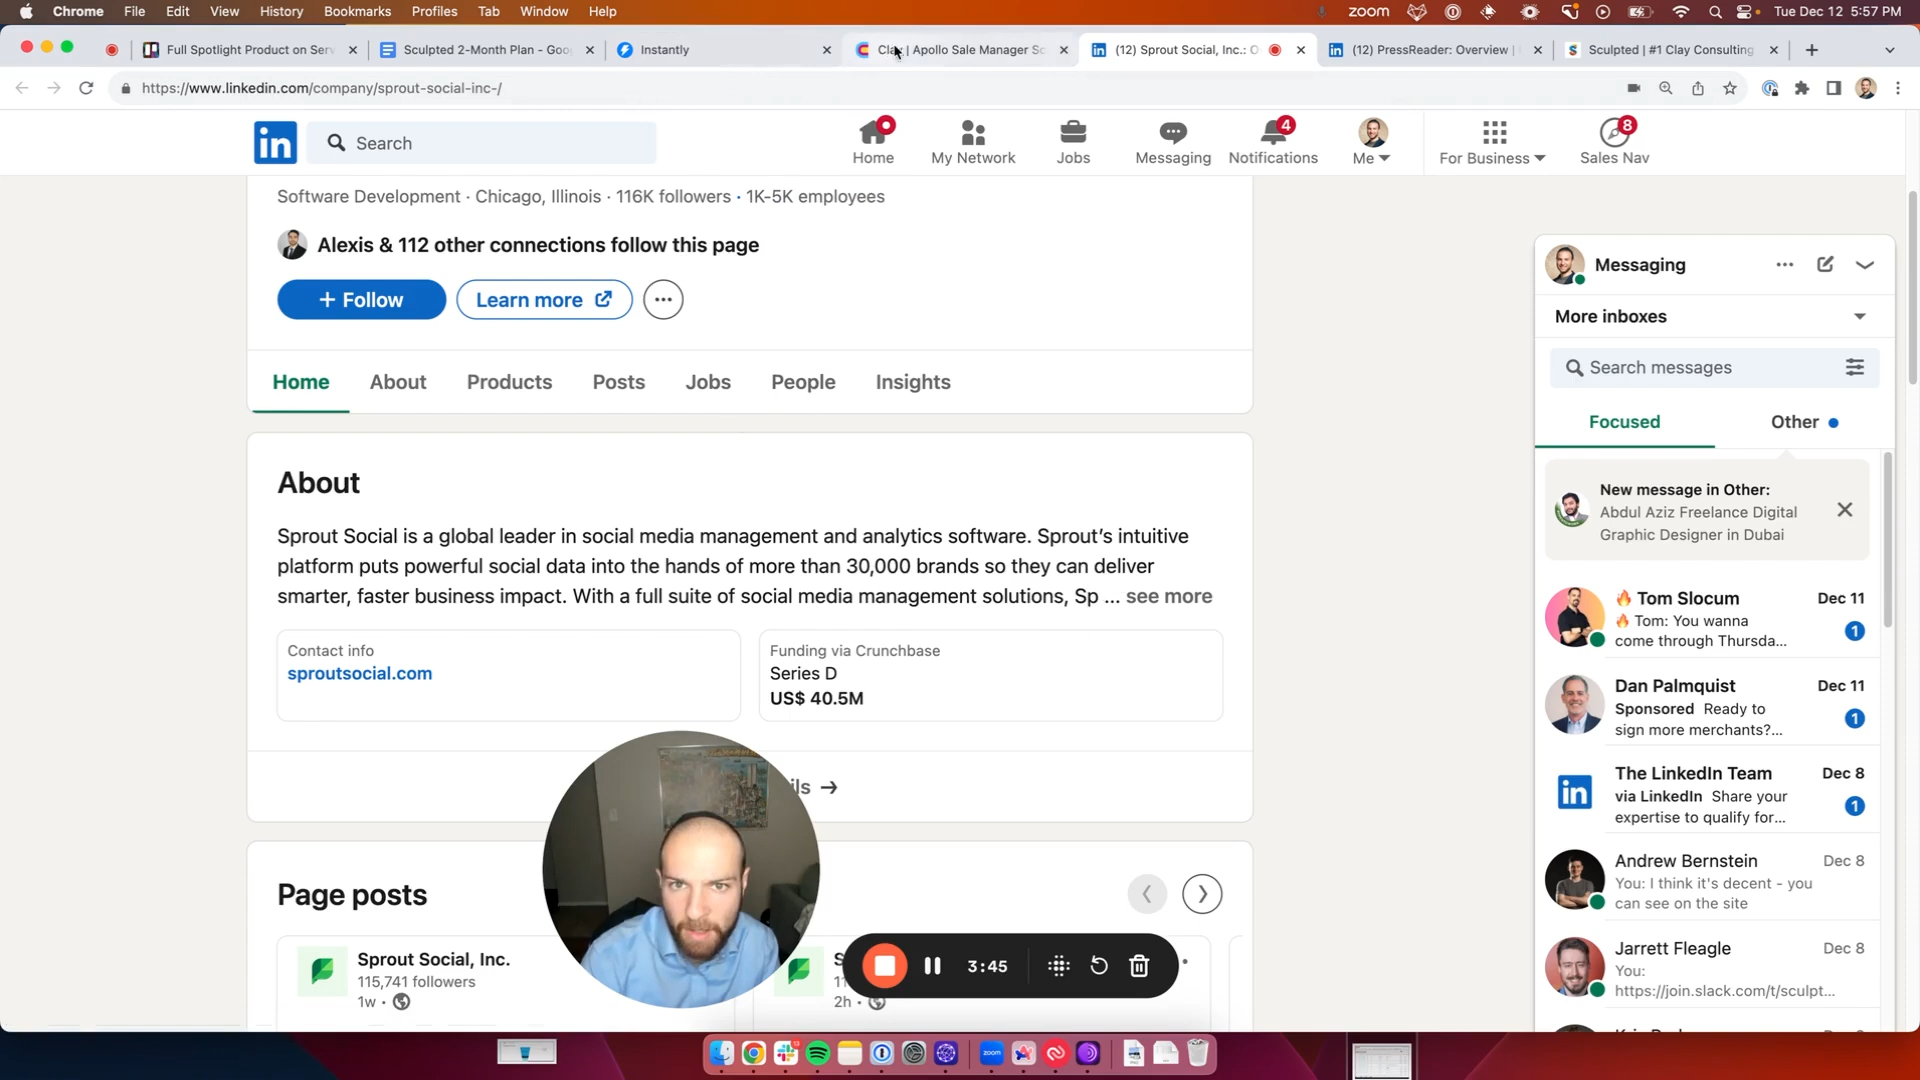 Chrome File Edit View History Bookmarks Profiles Tab Window Help
zoom Tue Dec 12 5:57 PM
Full Spotlight Product on Serv
Sculpted 2-Month Plan - Goo
Instantly
Clay | Apollo Sale Manager Sc
(12) Sprout Social, Inc.: O
(12) PressReader: Overview |
Sculpted | #1 Clay Consulting
https://www.linkedin.com/company/sprout-social-inc-/
in
Search
Home
My Network
Jobs
Messaging
4
Notifications
Me
For Business
8
Sales Nav
Software Development · Chicago, Illinois · 116K followers · 1K-5K employees
Alexis & 112 other connections follow this page
+ Follow
Learn more
Home About Products Posts Jobs People Insights
About
Sprout Social is a global leader in social media management and analytics software. Sprout’s intuitive
platform puts powerful social data into the hands of more than 30,000 brands so they can deliver
smarter, faster business impact. With a full suite of social media management solutions, Sp ... see more
Contact info
sproutsocial.com
Funding via Crunchbase
Series D
US$ 40.5M
ils →
Page posts
Sprout Social, Inc.
115,741 followers
1w •
S
11
2h •
3:45
Messaging
More inboxes
Search messages
Focused
Other
New message in Other:
Abdul Aziz Freelance Digital
Graphic Designer in Dubai
🔥 Tom Slocum Dec 11
🔥 Tom: You wanna
come through Thursda... 1
Dan Palmquist Dec 11
Sponsored Ready to
sign more merchants?... 1
The LinkedIn Team Dec 8
via LinkedIn Share your
expertise to qualify for... 1
Andrew Bernstein Dec 8
You: I think it's decent - you
can see on the site
Jarrett Fleagle Dec 8
You:
https://join.slack.com/t/sculpt...
zoom